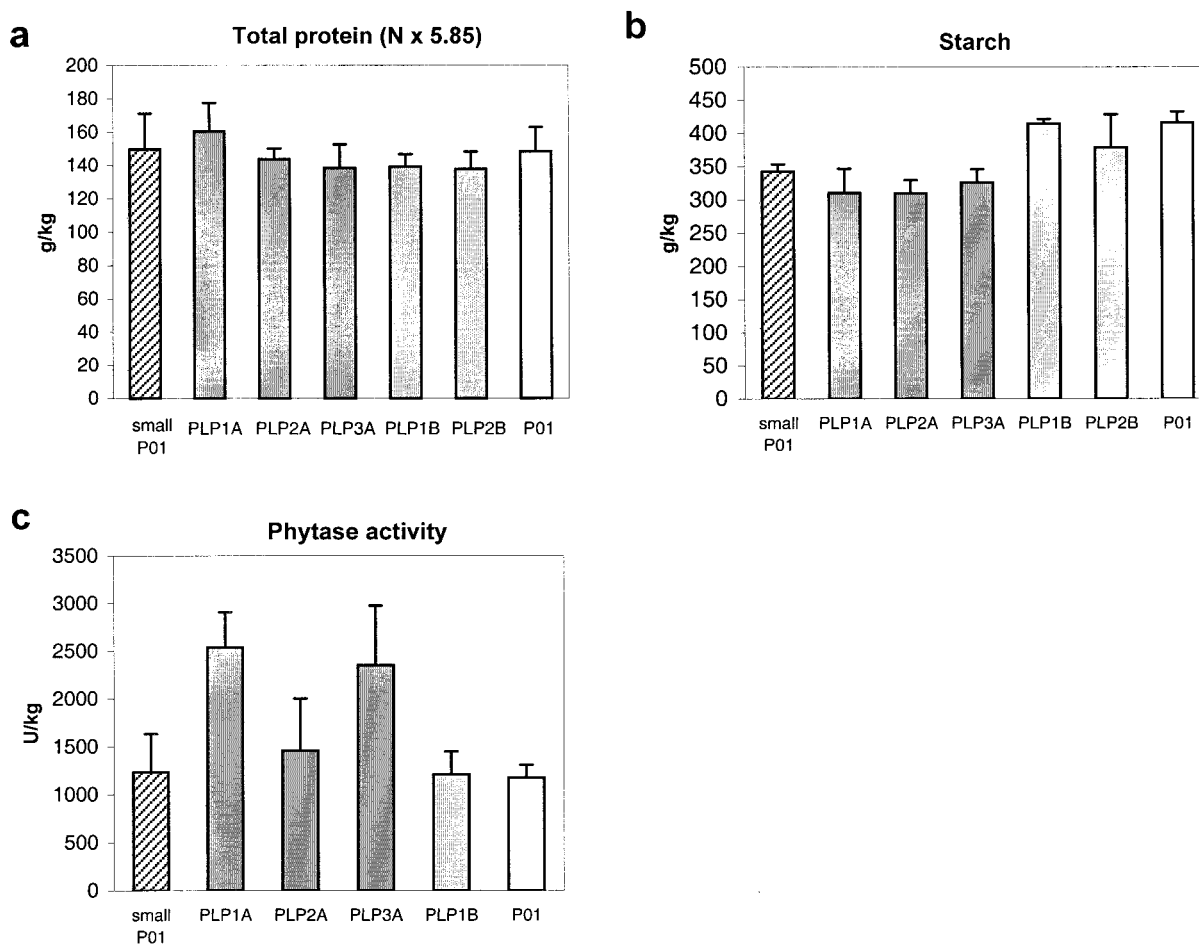 a
Total protein (N x 5.85)
g/kg
200
180
160
140
120
100
80
60
40
20
0
small P01
PLP1A
PLP2A
PLP3A
PLP1B
PLP2B
P01
b
Starch
g/kg
500
450
400
350
300
250
200
150
100
50
0
small P01
PLP1A
PLP2A
PLP3A
PLP1B
PLP2B
P01
c
Phytase activity
U/kg
3500
3000
2500
2000
1500
1000
500
0
small P01
PLP1A
PLP2A
PLP3A
PLP1B
P01